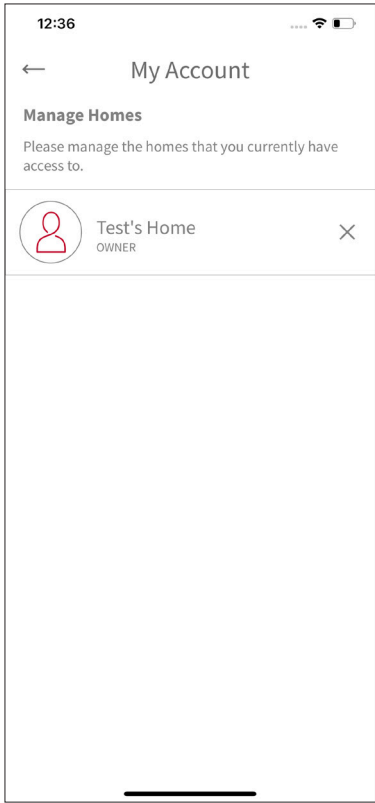 12:36
My Account
Manage Homes
Please manage the homes that you currently have
access to.
Test's Home
OWNER